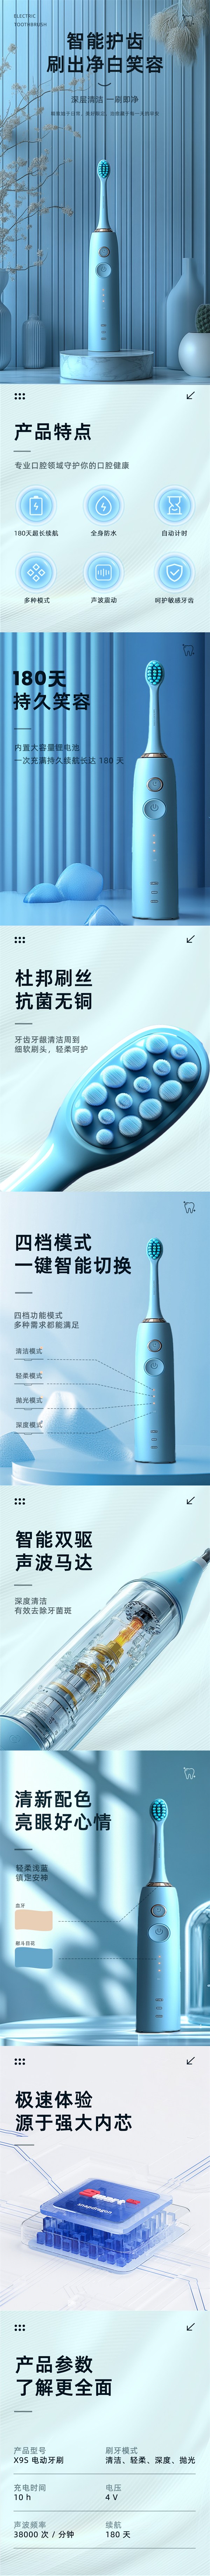 ELECTRIC
TOOTHBRUSH
智能护齿
刷出净白笑容
深层清洁 一刷即净
产品特点
专业口腔领域守护你的口腔健康
180天超长续航
全身防水
自动计时
多种模式
声波震动
呵护敏感牙齿
180天
持久笑容
内置大容量锂电池
一次充满持久续航长达 180 天
杜邦刷丝
抗菌无铜
牙齿牙龈清洁周到
细软刷头，轻柔呵护
四档模式
一键智能切换
四档功能模式
多种需求都能满足
清洁模式
轻柔模式
抛光模式
深度模式
智能双驱
声波马达
深度清洁
有效去除牙菌斑
清新配色
亮眼好心情
轻柔浅蓝
镇定安神
极速体验
源于强大内芯
snapdragon
产品参数
了解更全面
产品型号
X9S 电动牙刷
刷牙模式
清洁、轻柔、深度、抛光
充电时间
10 h
电压
4 V
声波频率
38000 次 / 分钟
续航
180 天